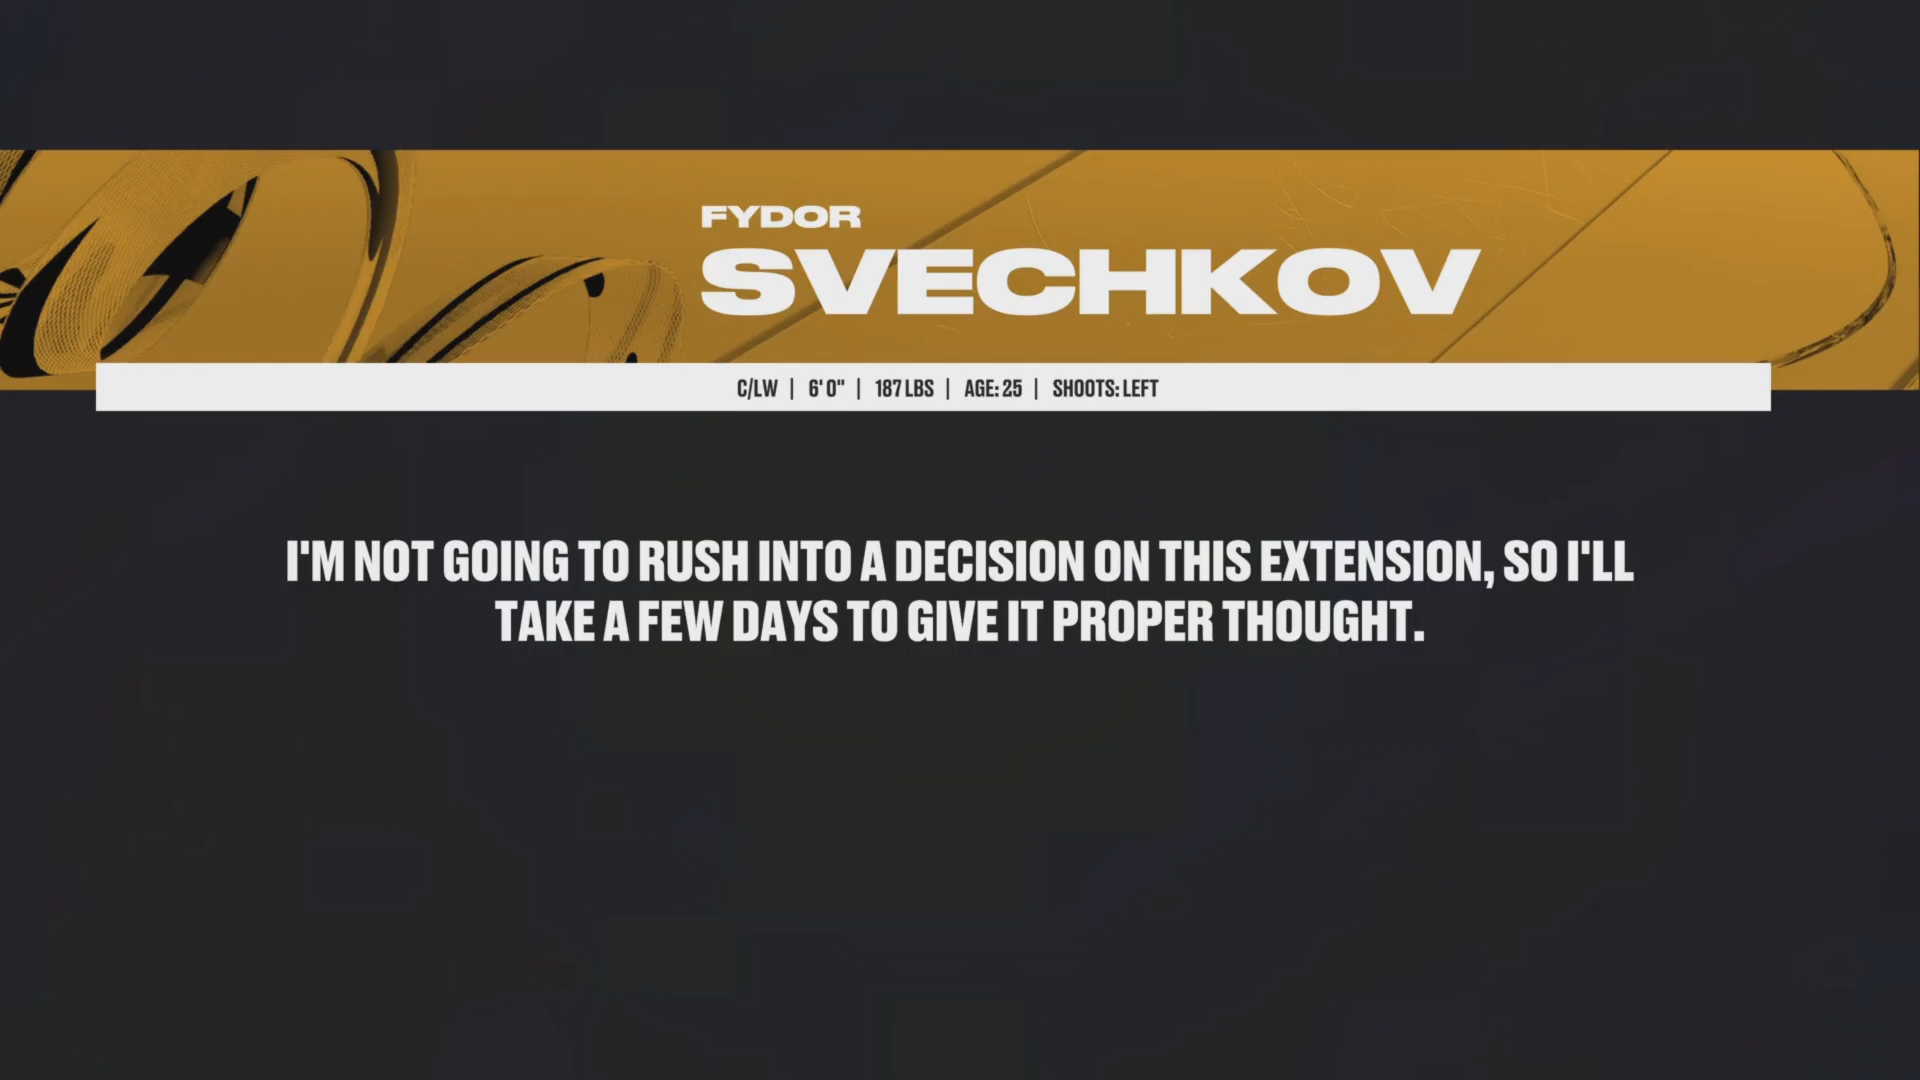 FYDOR
SVECHKOV
C/LW | 6' 0" | 187 LBS | AGE: 25 | SHOOTS: LEFT
I'M NOT GOING TO RUSH INTO A DECISION ON THIS EXTENSION, SO I'LL
TAKE A FEW DAYS TO GIVE IT PROPER THOUGHT.